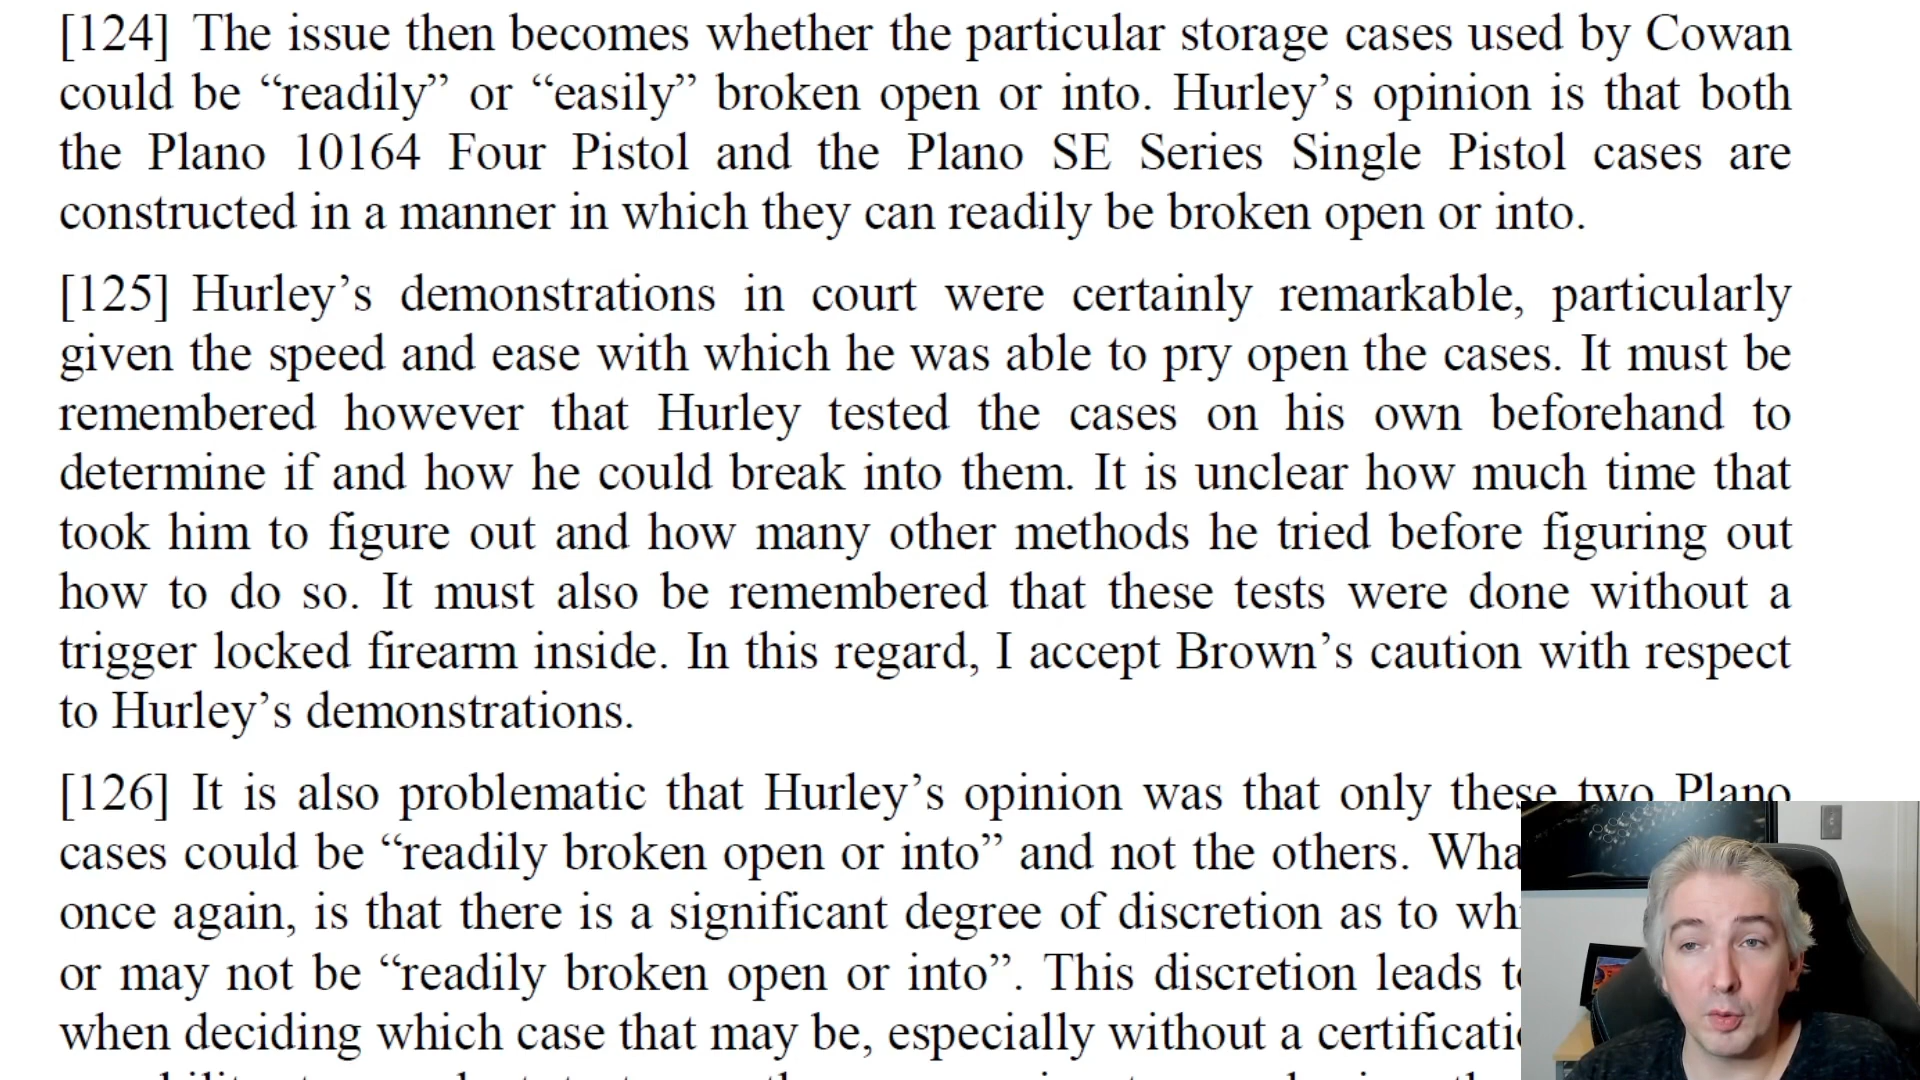 [124] The issue then becomes whether the particular storage cases used by Cowan
could be “readily” or “easily” broken open or into. Hurley’s opinion is that both
the Plano 10164 Four Pistol and the Plano SE Series Single Pistol cases are
constructed in a manner in which they can readily be broken open or into.
[125] Hurley’s demonstrations in court were certainly remarkable, particularly
given the speed and ease with which he was able to pry open the cases. It must be
remembered however that Hurley tested the cases on his own beforehand to
determine if and how he could break into them. It is unclear how much time that
took him to figure out and how many other methods he tried before figuring out
how to do so. It must also be remembered that these tests were done without a
trigger locked firearm inside. In this regard, I accept Brown’s caution with respect
to Hurley’s demonstrations.
[126] It is also problematic that Hurley’s opinion was that only these two Plano
cases could be “readily broken open or into” and not the others.
once again, is that there is a significant degree of discretion as to
or may not be “readily broken open or into”. This discretion leads
when deciding which case that may be, especially without a